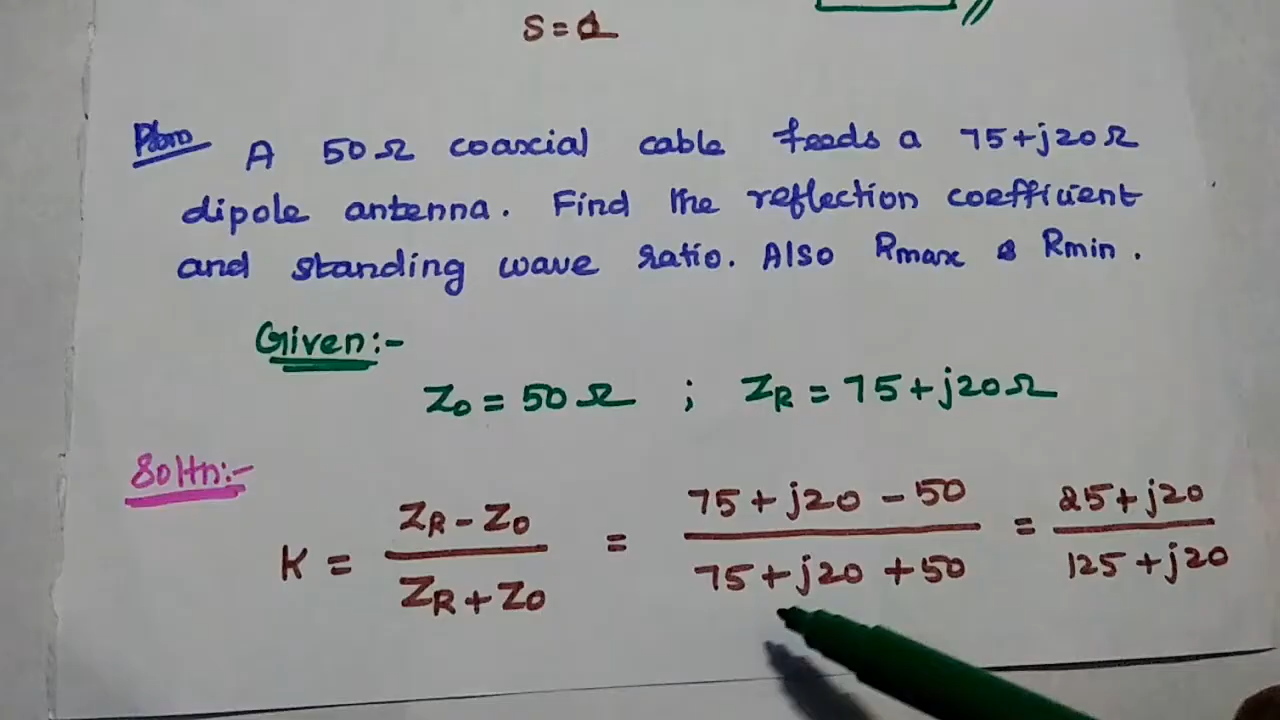 S = 1
Pbm A 50Ω coaxial cable feeds a 75+j20Ω
dipole antenna. Find the reflection coefficient
and standing wave ratio. Also Rmax & Rmin.
Given:-
Z0 = 50Ω ; ZR = 75+j20Ω
Soltn:-
K = ZR - Z0 / ZR + Z0 = 75+j20 - 50 / 75+j20 + 50 = 25+j20 / 125+j20